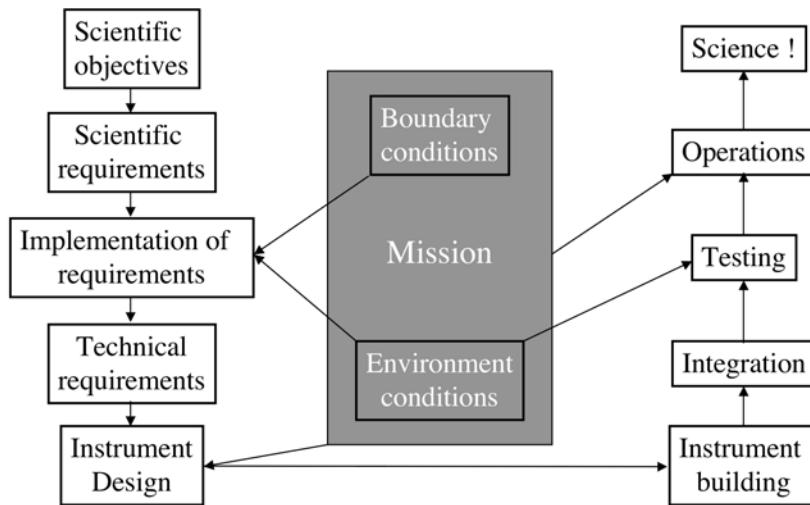 Scientific
objectives
Scientific
requirements
Implementation of
requirements
Technical
requirements
Instrument
Design
Boundary
conditions
Mission
Environment
conditions
Science !
Operations
Testing
Integration
Instrument
building